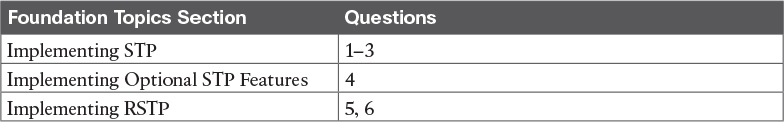 Foundation Topics Section Questions
Implementing STP 1–3
Implementing Optional STP Features 4
Implementing RSTP 5, 6